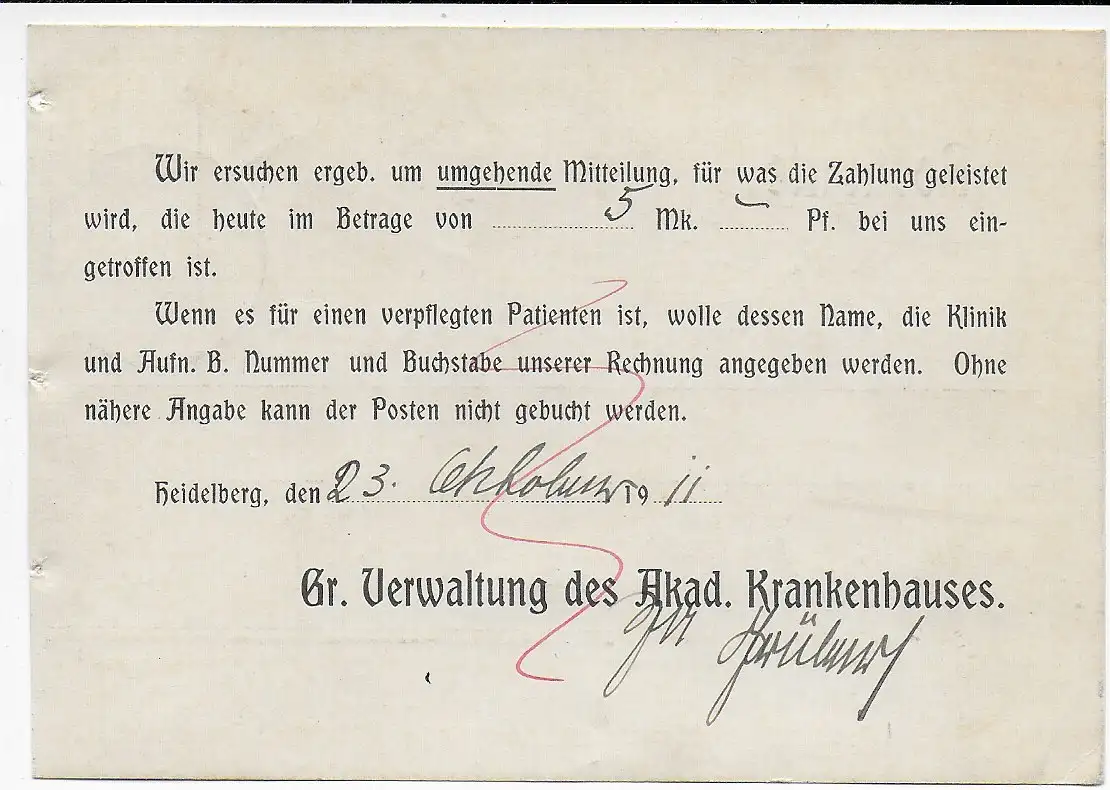 Wir ersuchen ergeb. um umgehende Mitteilung, für was die Zahlung geleistet
wird, die heute im Betrage von 5 Mk. – Pf. bei uns ein-
getroffen ist.
Wenn es für einen verpflegten Patienten ist, wolle dessen Name, die Klinik
und Aufn. B. Nummer und Buchstabe unserer Rechnung angegeben werden. Ohne
nähere Angabe kann der Posten nicht gebucht werden.
Heidelberg, den 23. Oktober 1911
Gr. Verwaltung des Akad. Krankenhauses.